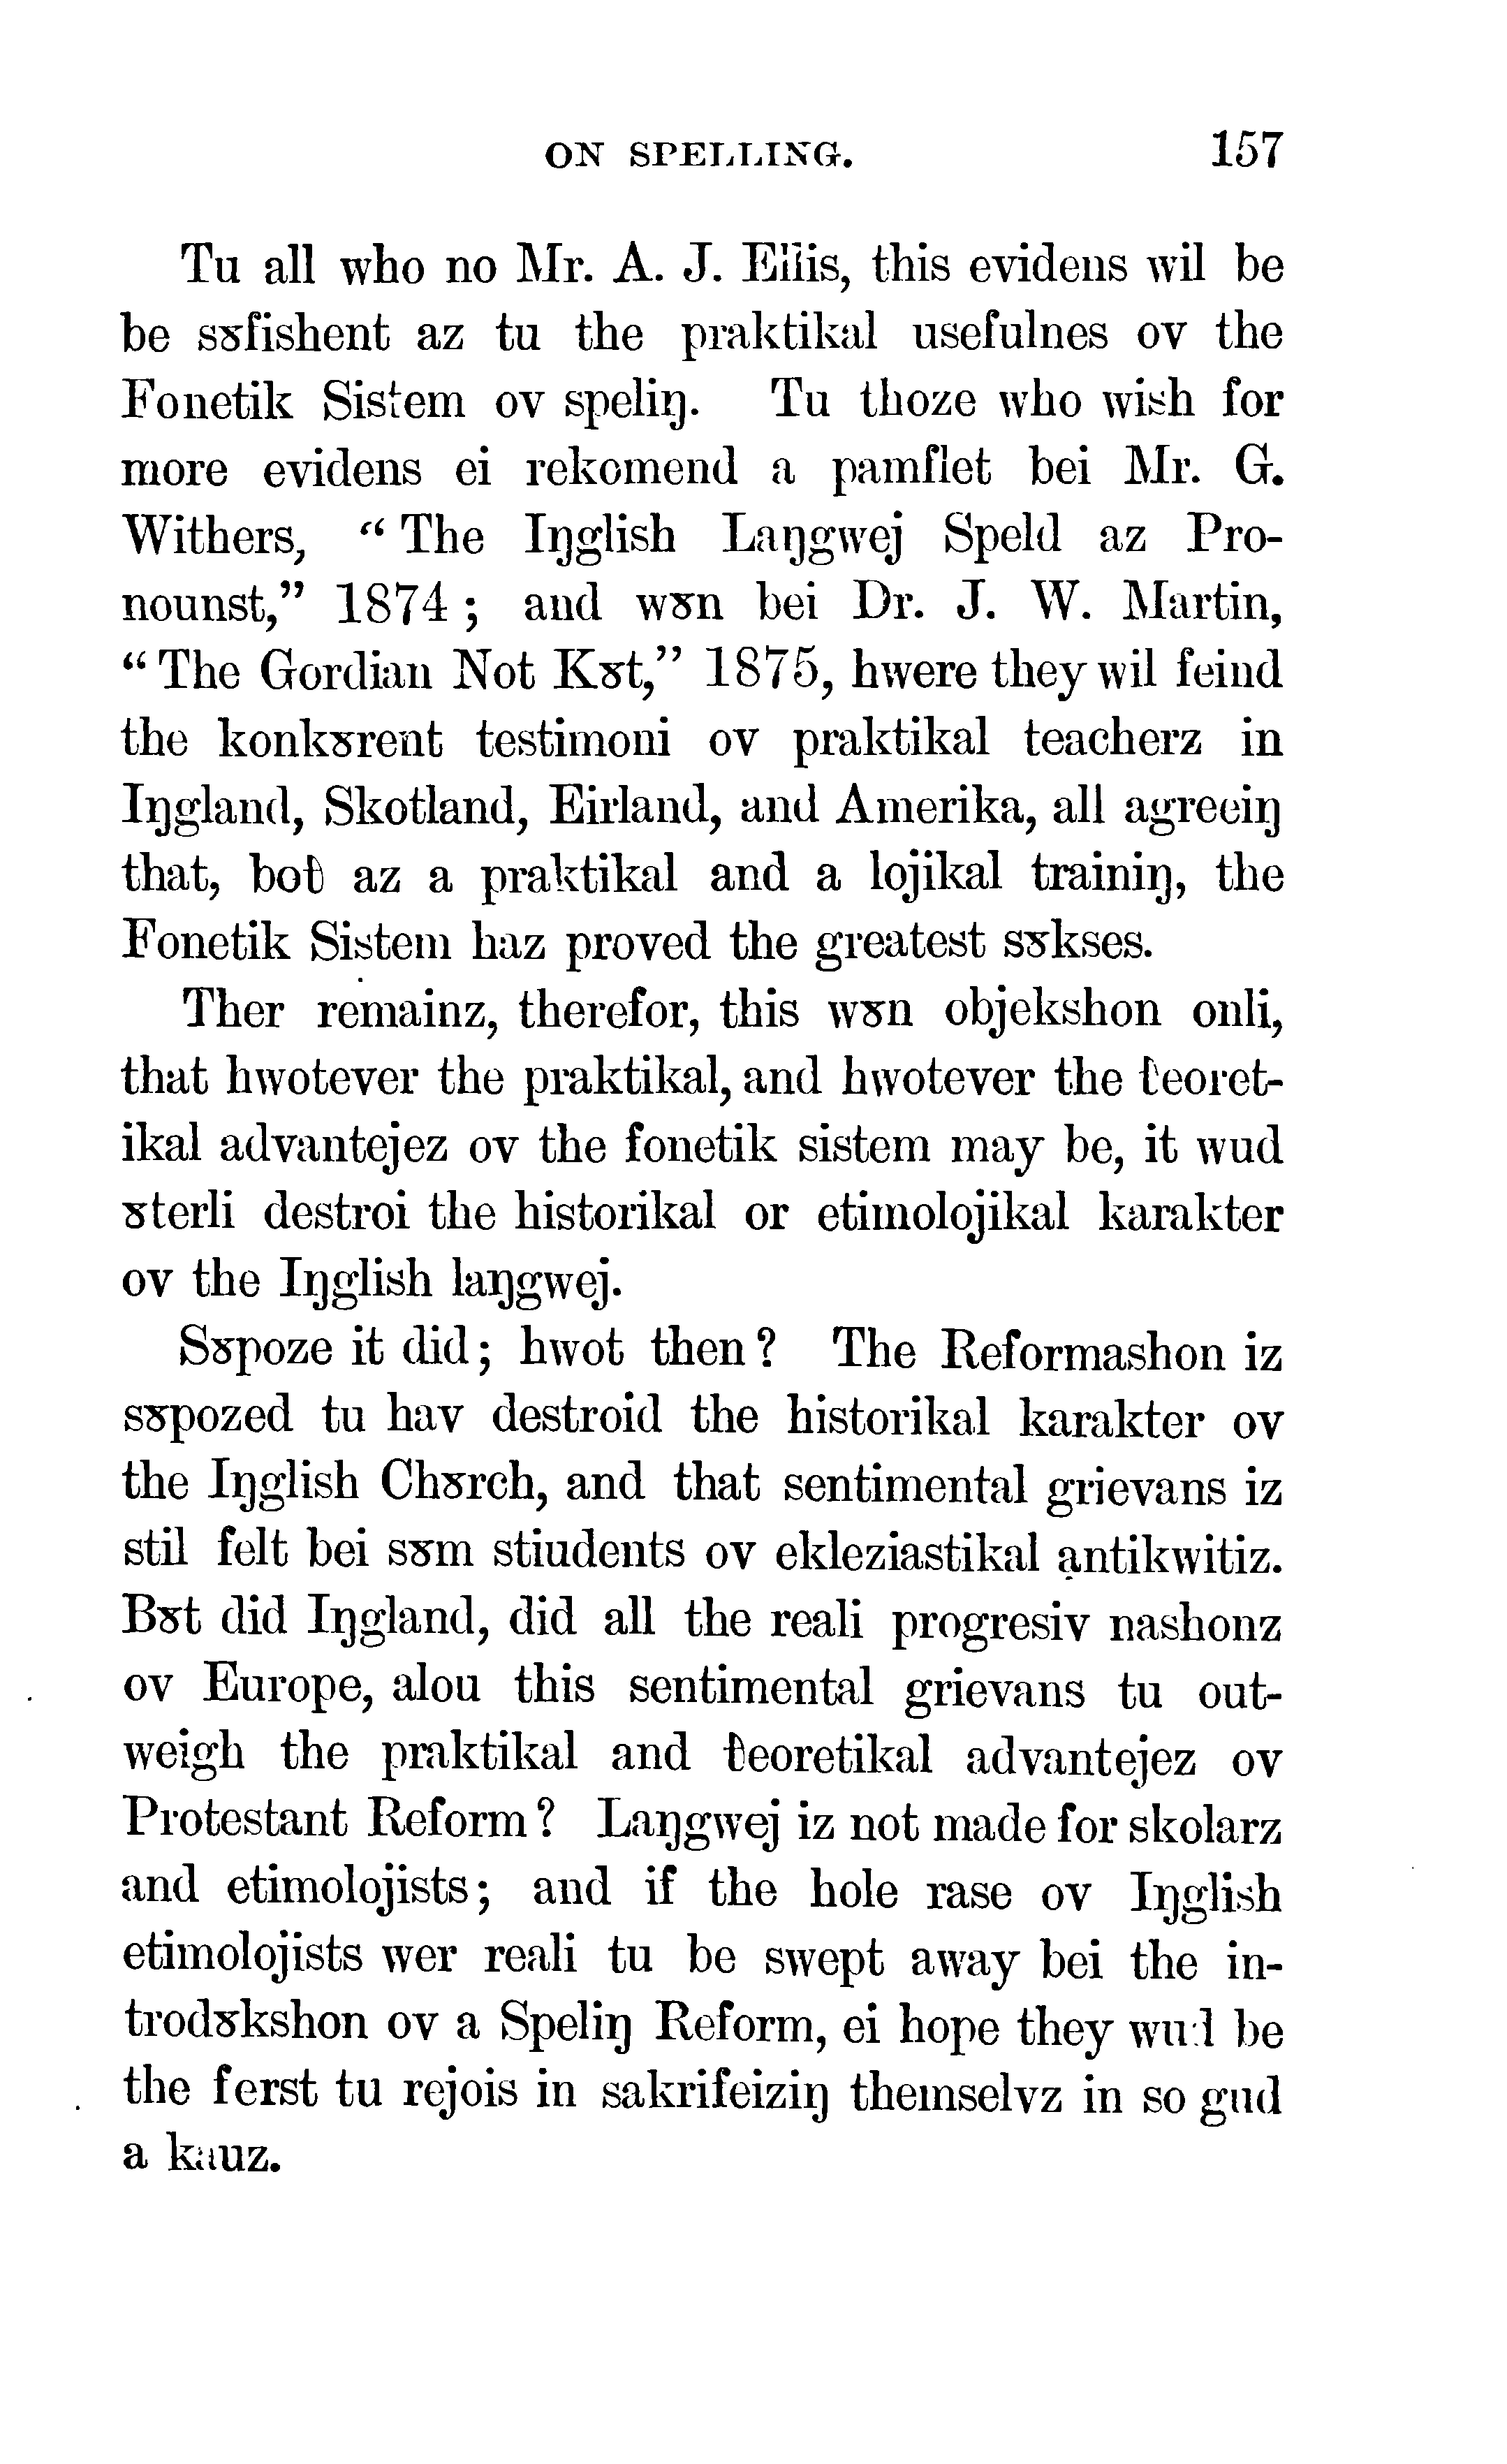 ON SPELLING. 157
Tu all who no Mr. A. J. Ellis, this evidens wil be
be sɤfishent az tu the praktikal usefulnes ov the
Fonetik Sistem ov speliŋ. Tu thoze who wish for
more evidens ei rekomend a pamflet bei Mr. G.
Withers, “The Iŋglish Laŋgwej Speld az Pro-
nounst,” 1874; and wɤn bei Dr. J. W. Martin,
“The Gordian Not Kɤt,” 1875, hwere they wil feind
the konkɤrent testimoni ov praktikal teacherz in
Iŋgland, Skotland, Eirland, and Amerika, all agreeiŋ
that, boƀ az a praktikal and a lojikal trainiŋ, the
Fonetik Sistem haz proved the greatest sɤkses.
Ther remainz, therefor, this wɤn objekshon onli,
that hwotever the praktikal, and hwotever the ƀeoret-
ikal advantejez ov the fonetik sistem may be, it wud
ɤterli destroi the historikal or etimolojikal karakter
ov the Iŋglish laŋgwej.
Sɤpoze it did; hwot then? The Reformashon iz
sɤpozed tu hav destroid the historikal karakter ov
the Iŋglish Chɤrch, and that sentimental grievans iz
stil felt bei sɤm stiudents ov ekleziastikal antikwitiz.
Bɤt did Iŋgland, did all the reali progresiv nashonz
ov Europe, alou this sentimental grievans tu out-
weigh the praktikal and ƀeoretikal advantejez ov
Protestant Reform? Laŋgwej iz not made for skolarz
and etimolojists; and if the hole rase ov Iŋglish
etimolojists wer reali tu be swept away bei the in-
trodɤkshon ov a Speliŋ Reform, ei hope they wud be
the ferst tu rejois in sakrifeiziŋ themselvz in so gud
a kauz.